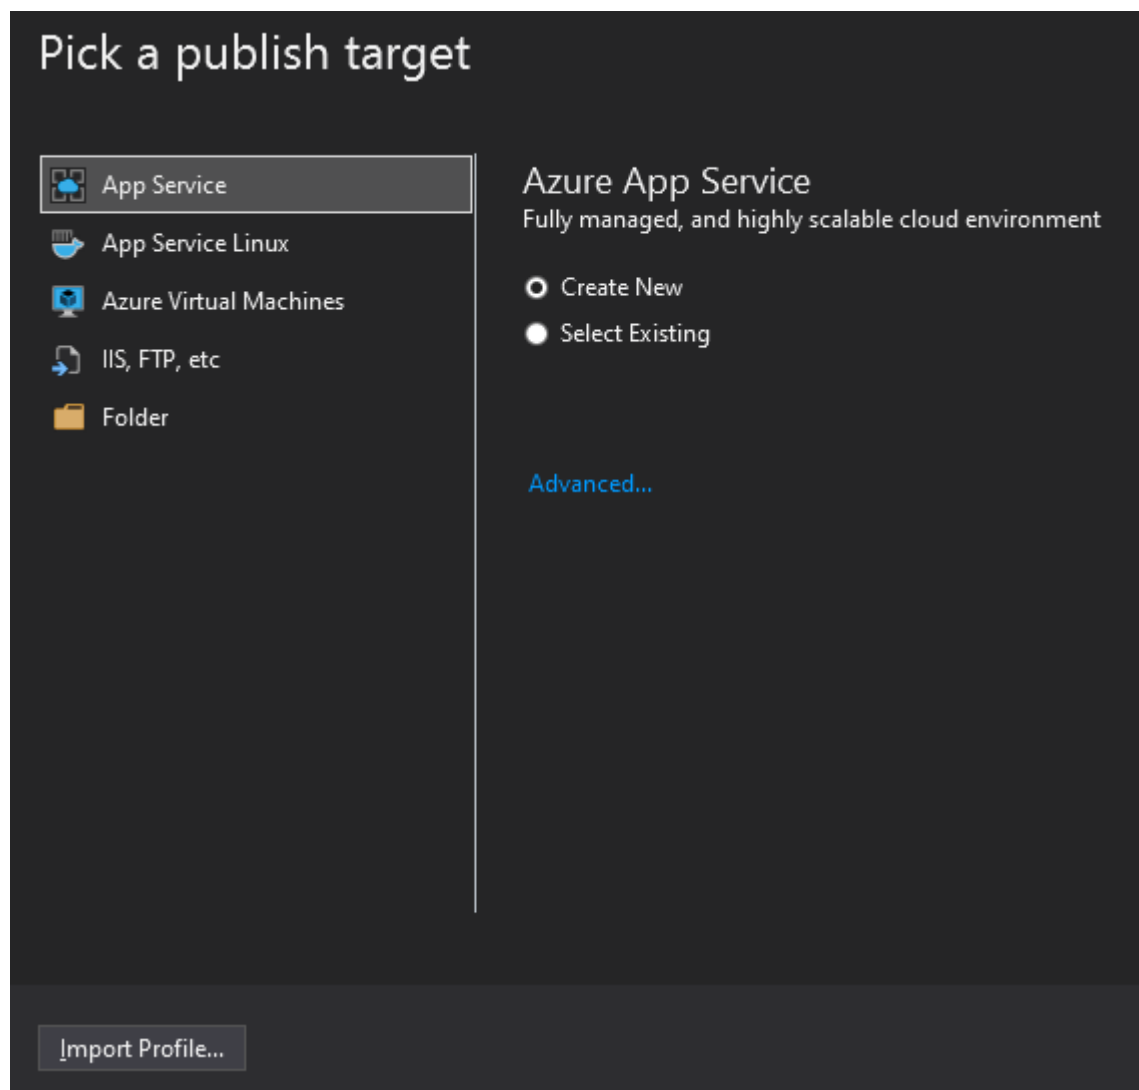 Pick a publish target
App Service
App Service Linux
Azure Virtual Machines
IIS, FTP, etc
Folder
Azure App Service
Fully managed, and highly scalable cloud environment
Create New
Select Existing
Advanced...
Import Profile...